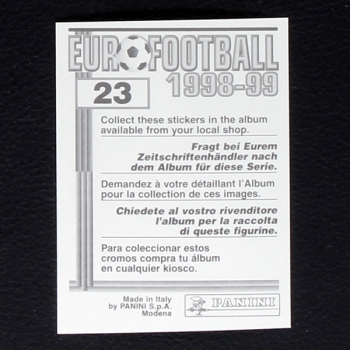 EUROFOOTBALL
1998-99
23
Collect these stickers in the album
available from your local shop.
Fragt bei Eurem
Zeitschriftenhändler nach
dem Album für diese Serie.
Demandez à votre détaillant l'Album
pour la collection de ces images.
Chiedete al vostro rivenditore
l'album per la raccolta
di queste figurine.
Para coleccionar estos
cromos compra tu álbum
en cualquier kiosco.
Made in Italy
by PANINI S.p.A.
Modena
PANINI